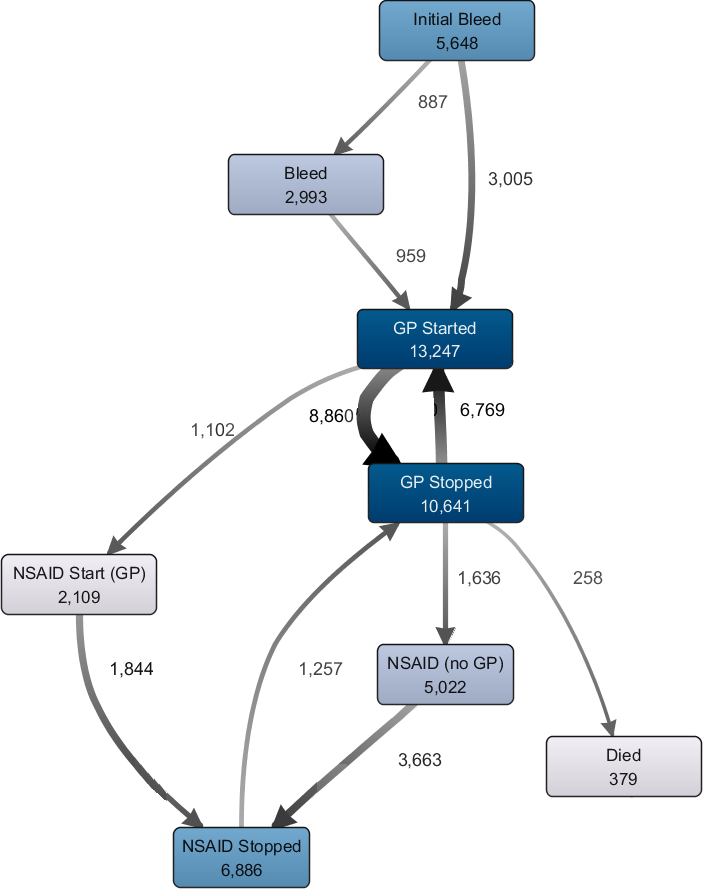 Initial Bleed
5,648
887
Bleed
2,993
3,005
959
GP Started
13,247
1,102
8,860
6,769
GP Stopped
10,641
NSAID Start (GP)
2,109
1,636
258
1,844
1,257
NSAID (no GP)
5,022
3,663
Died
379
NSAID Stopped
6,886